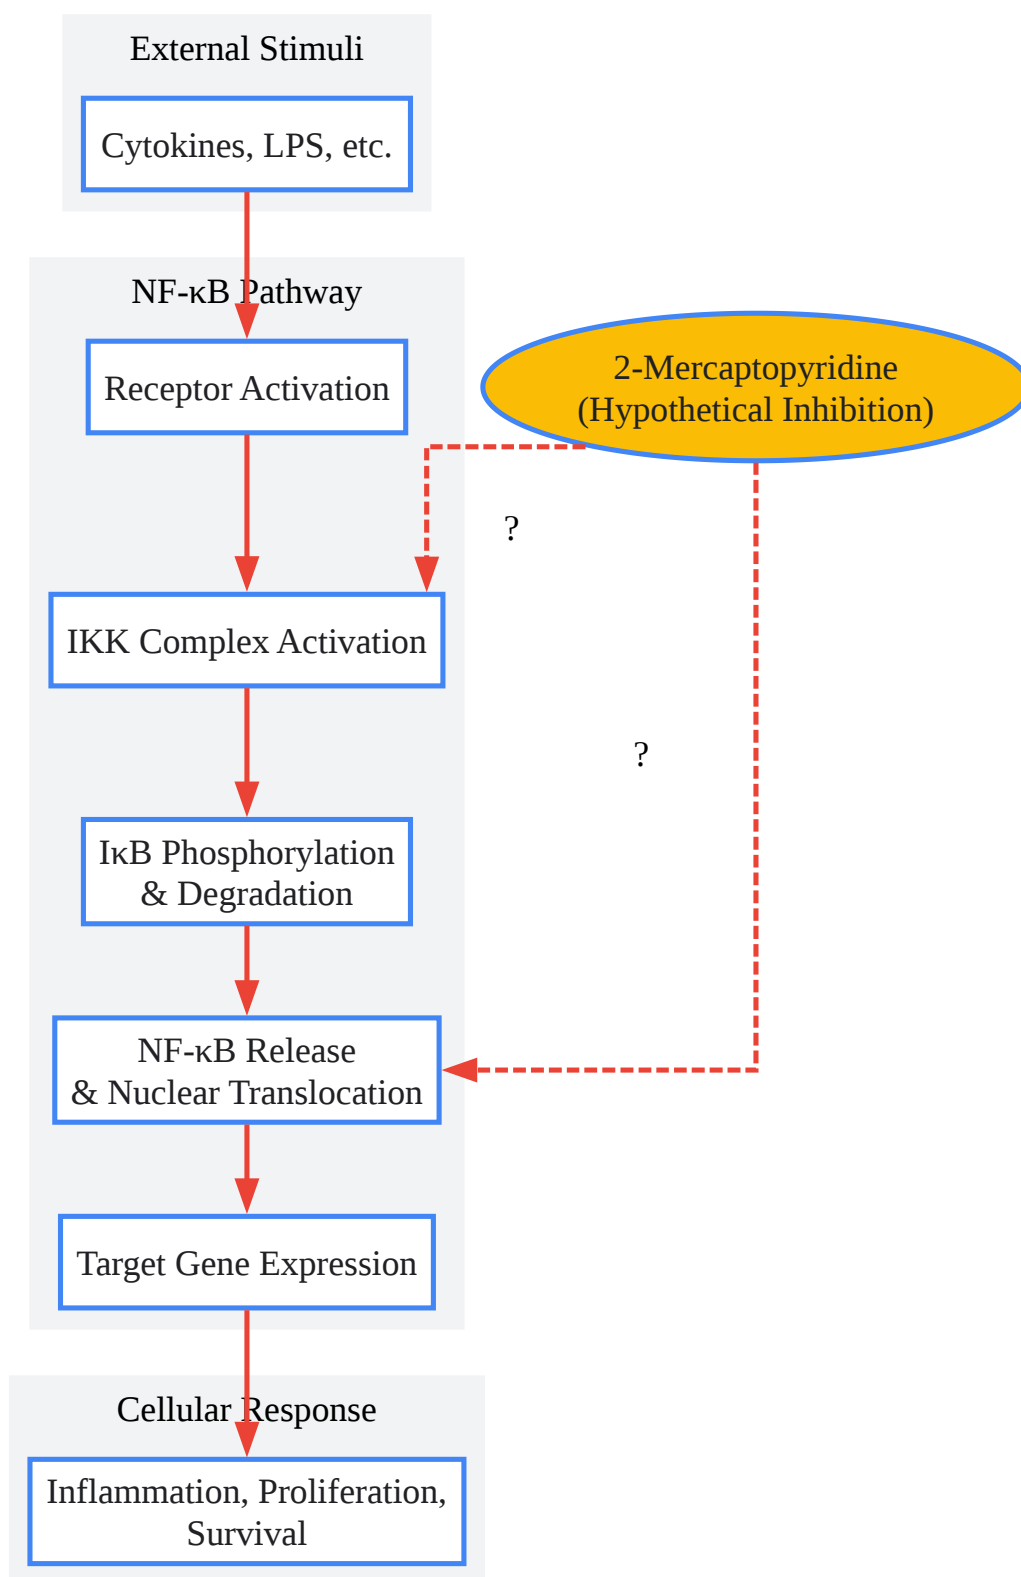 External Stimuli
Cytokines, LPS, etc.
NF-κB Pathway
Receptor Activation
2-Mercaptopyridine
(Hypothetical Inhibition)
?
IKK Complex Activation
?
IκB Phosphorylation
& Degradation
NF-κB Release
& Nuclear Translocation
Target Gene Expression
Cellular Response
Inflammation, Proliferation,
Survival